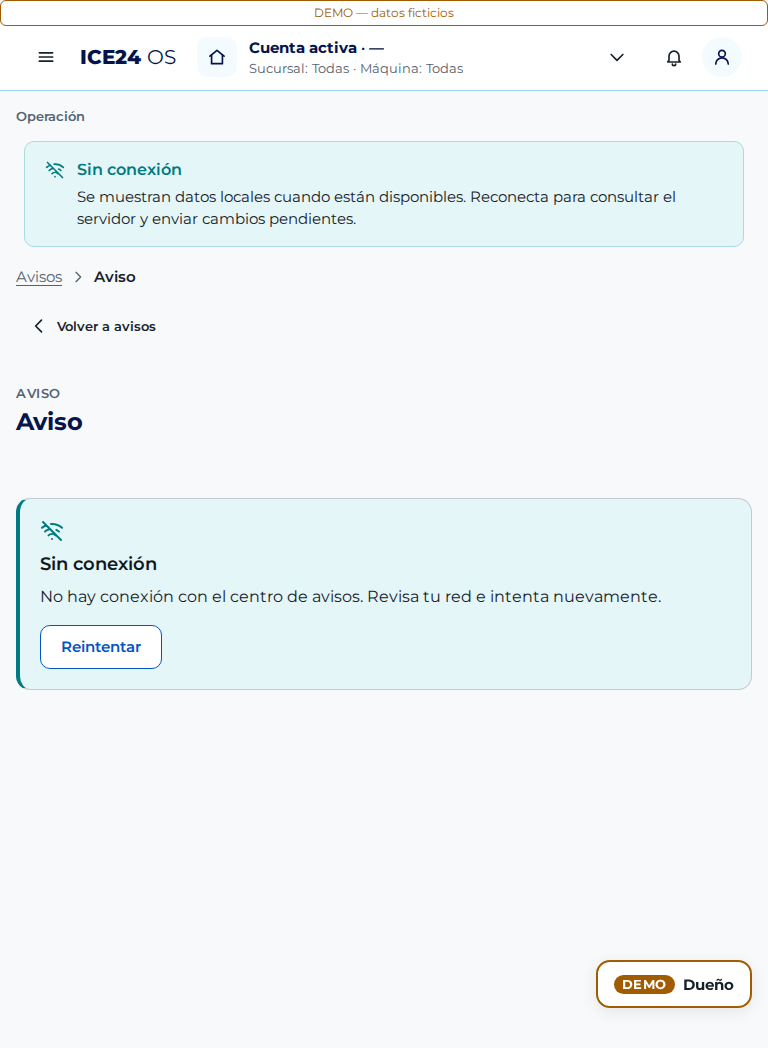 DEMO — datos ficticios
ICE24 OS
Cuenta activa · —
Sucursal: Todas · Máquina: Todas
Operación
Sin conexión
Se muestran datos locales cuando están disponibles. Reconecta para consultar el
servidor y enviar cambios pendientes.
Avisos > Aviso
Volver a avisos
AVISO
Aviso
Sin conexión
No hay conexión con el centro de avisos. Revisa tu red e intenta nuevamente.
Reintentar
DEMO Dueño